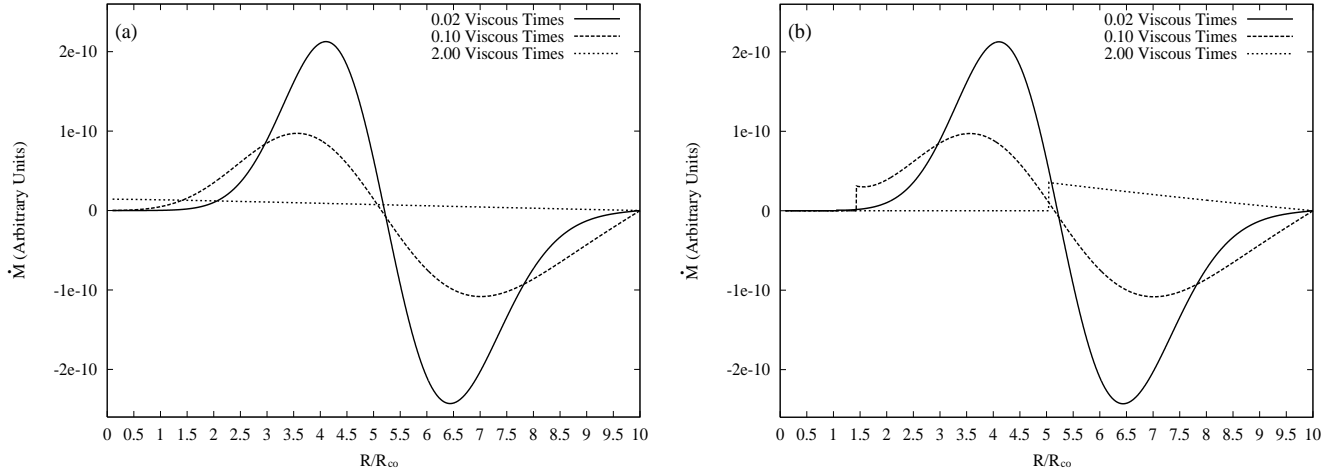 (a)
0.02 Viscous Times
0.10 Viscous Times
2.00 Viscous Times
Ṁ (Arbitrary Units)
2e-10
1e-10
0
-1e-10
-2e-10
0 0.5 1 1.5 2 2.5 3 3.5 4 4.5 5 5.5 6 6.5 7 7.5 8 8.5 9 9.5 10
R/Rco
(b)
0.02 Viscous Times
0.10 Viscous Times
2.00 Viscous Times
Ṁ (Arbitrary Units)
2e-10
1e-10
0
-1e-10
-2e-10
0 0.5 1 1.5 2 2.5 3 3.5 4 4.5 5 5.5 6 6.5 7 7.5 8 8.5 9 9.5 10
R/Rco